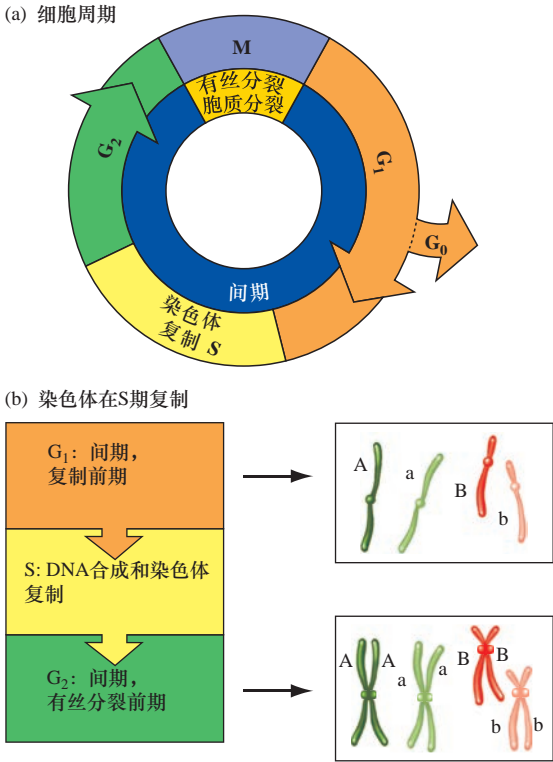 (a) 细胞周期
M
有丝分裂
胞质分裂
G₂
G₁
G₀
间期
染色体
复制 S
(b) 染色体在S期复制
G₁：间期，
复制前期
A
a
B
b
S: DNA合成和染色体
复制
G₂：间期，
有丝分裂前期
A A
a a
B B
b b